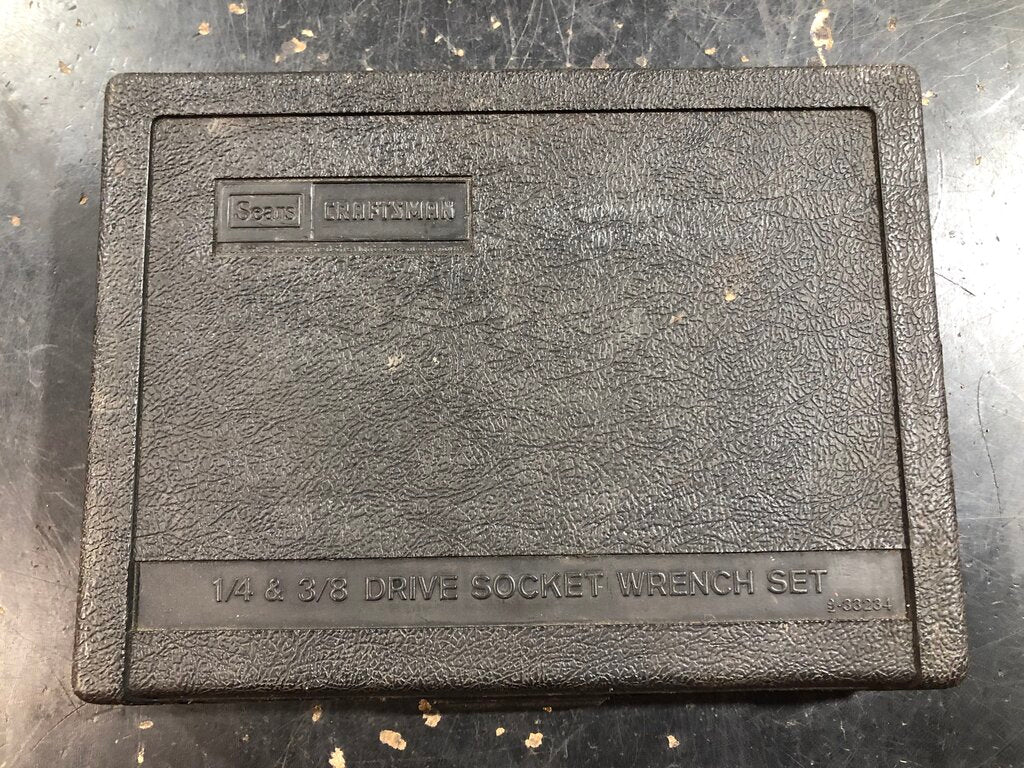 Sears CRAFTSMAN
1/4 & 3/8 DRIVE SOCKET WRENCH SET
9-33234